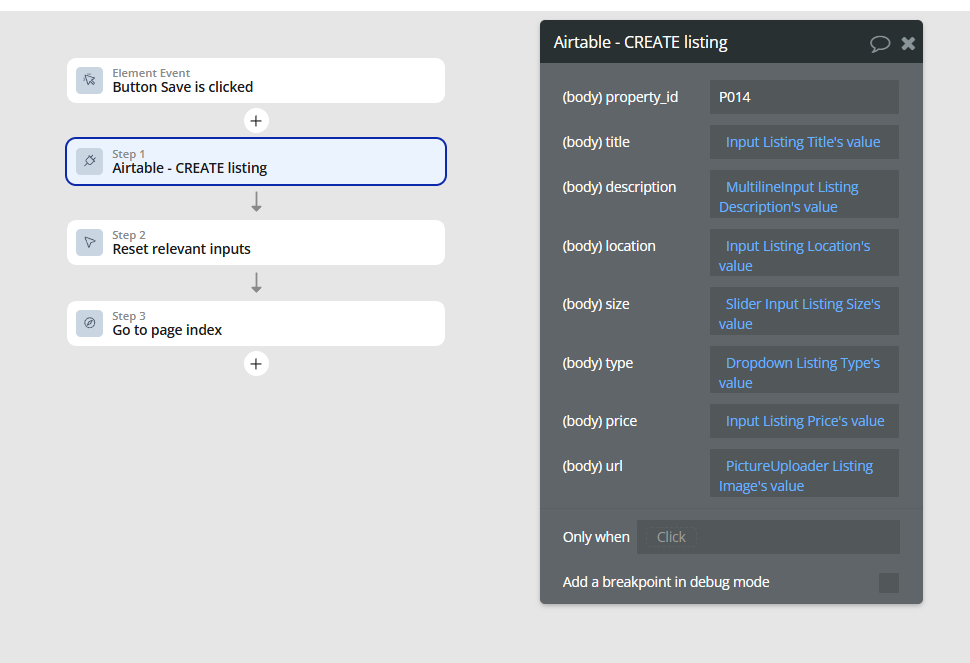 Element Event
Button Save is clicked
Step 1
Airtable - CREATE listing
Step 2
Reset relevant inputs
Step 3
Go to page index
Airtable - CREATE listing
(body) property_id
P014
(body) title
Input Listing Title's value
(body) description
MultilineInput Listing
Description's value
(body) location
Input Listing Location's
value
(body) size
Slider Input Listing Size's
value
(body) type
Dropdown Listing Type's
value
(body) price
Input Listing Price's value
(body) url
PictureUploader Listing
Image's value
Only when
Click
Add a breakpoint in debug mode